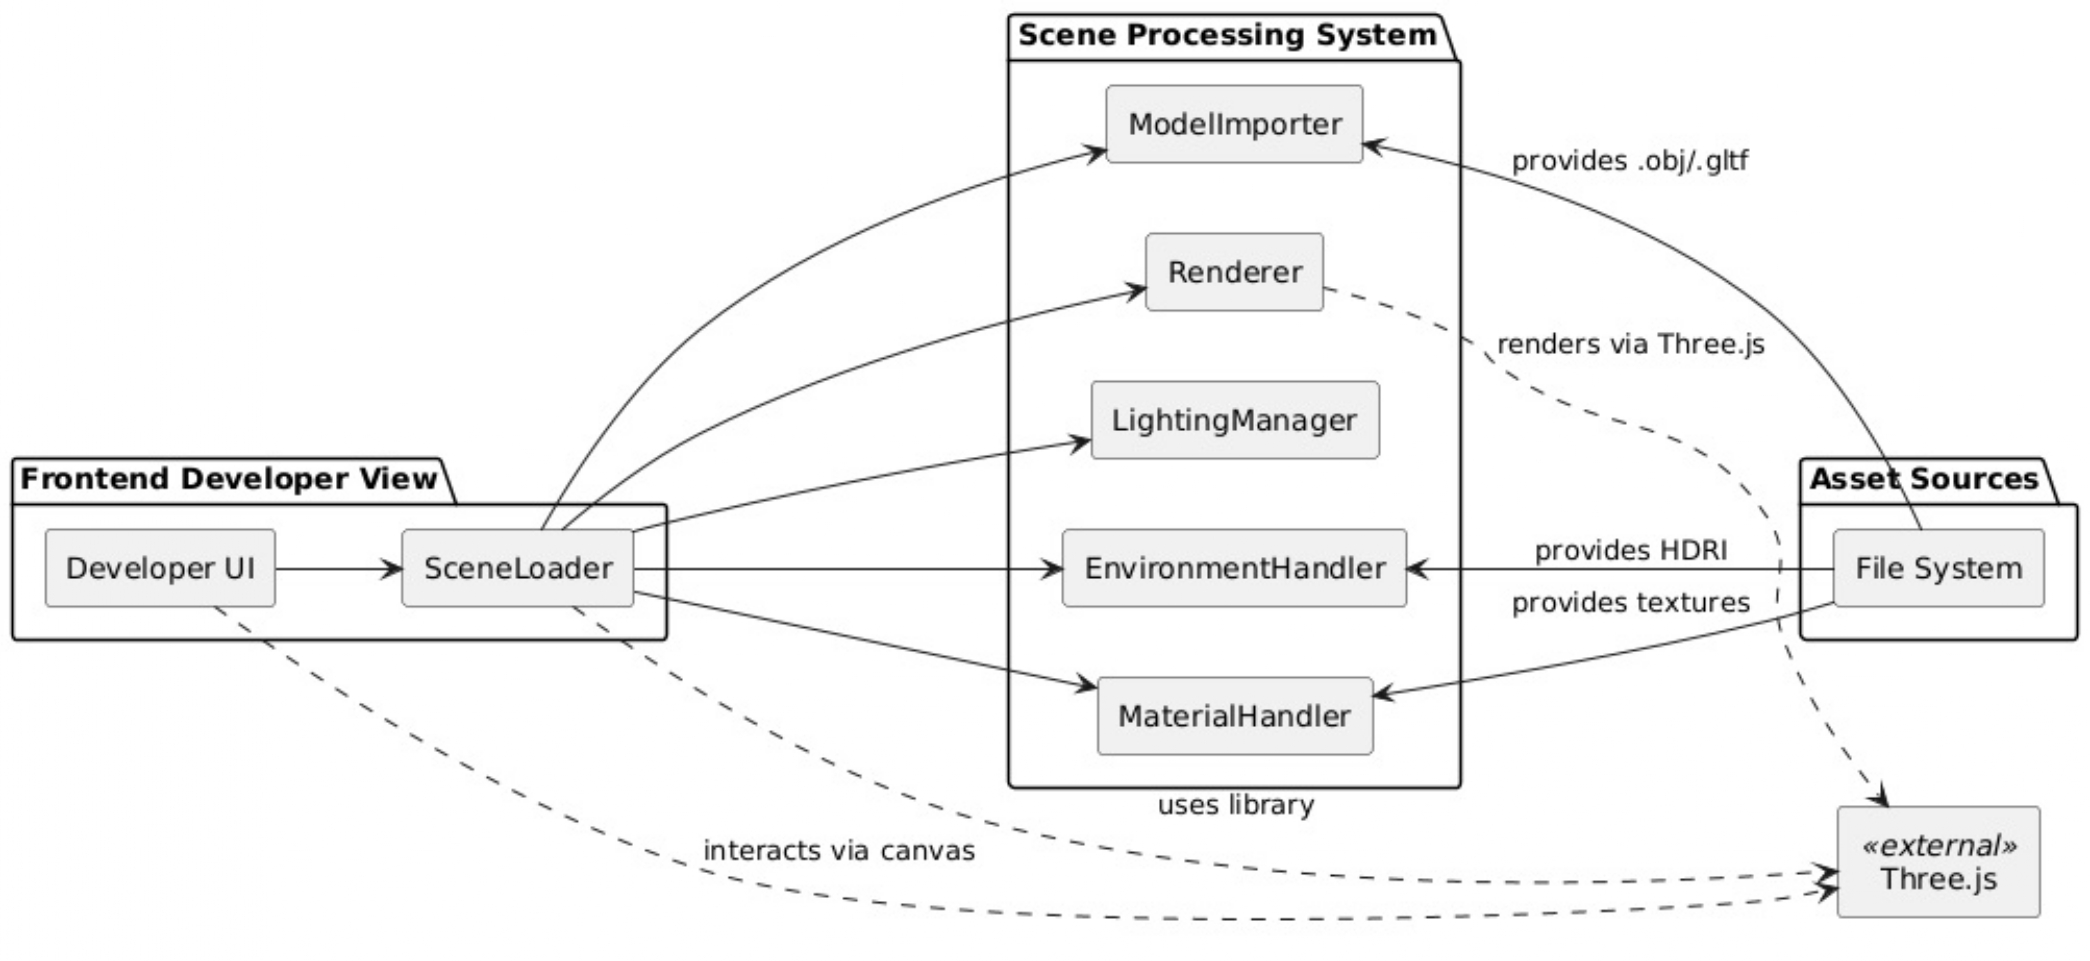 Scene Processing System
ModelImporter
provides .obj/.gltf
Renderer
renders via Three.js
LightingManager
Frontend Developer View
Asset Sources
Developer UI
SceneLoader
EnvironmentHandler
provides HDRI
File System
provides textures
MaterialHandler
uses library
interacts via canvas
«external»
Three.js